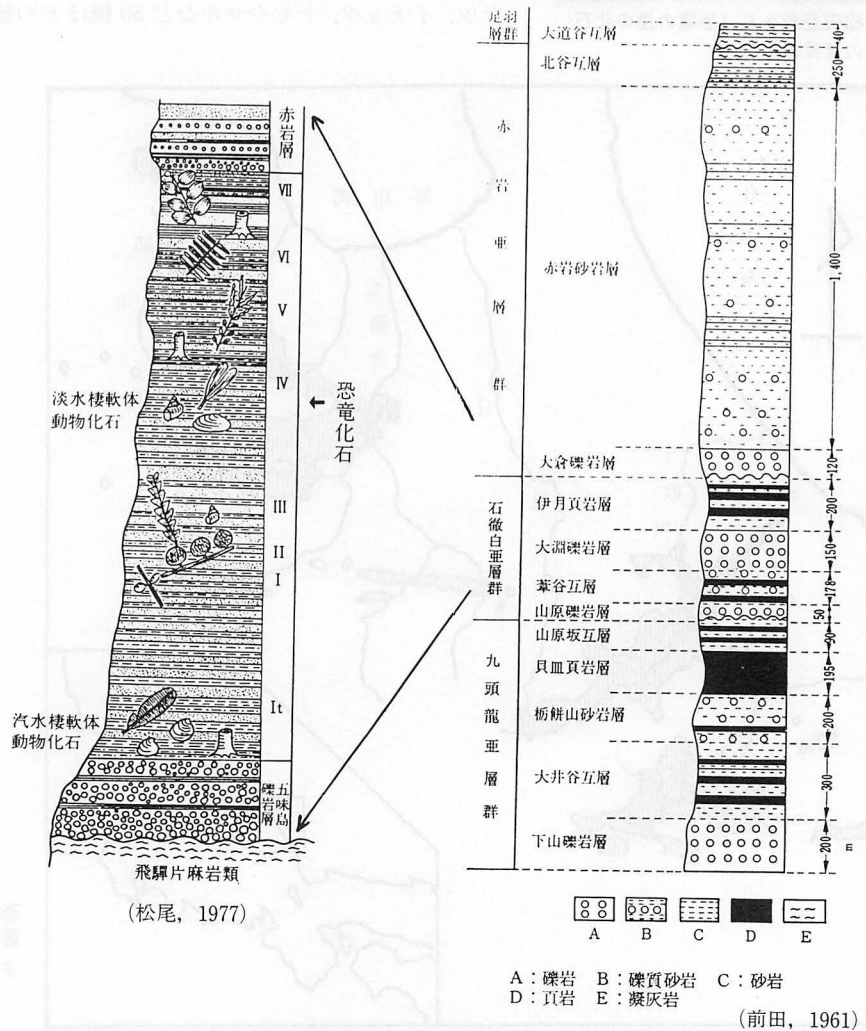 赤岩層
VII
VI
V
IV
III
II
I
It
淡水棲軟体
動物化石
恐竜化石
汽水棲軟体
動物化石
五味島
礫岩層
飛驒片麻岩類
(松尾, 1977)
足羽
層群
赤岩亜層群
石徹白亜層群
九頭龍亜層群
大道谷互層
北谷互層
赤岩砂岩層
大倉礫岩層
伊月頁岩層
大淵礫岩層
葦谷互層
山原礫岩層
山原坂互層
貝皿頁岩層
栃餅山砂岩層
大井谷互層
下山礫岩層
40
250
1,400
120
200
150
178
50
90
195
200
300
200
m
A B C D E
A:礫岩 B:礫質砂岩 C:砂岩
D:頁岩 E:凝灰岩
(前田, 1961)